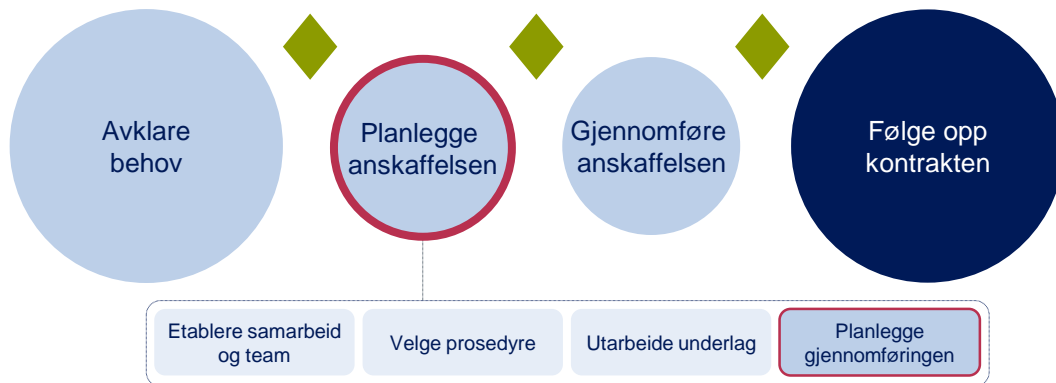 Avklare
behov
Planlegge
anskaffelsen
Gjennomføre
anskaffelsen
Følge opp
kontrakten
Etablere samarbeid
og team
Velge prosedyre
Utarbeide underlag
Planlegge
gjennomføringen